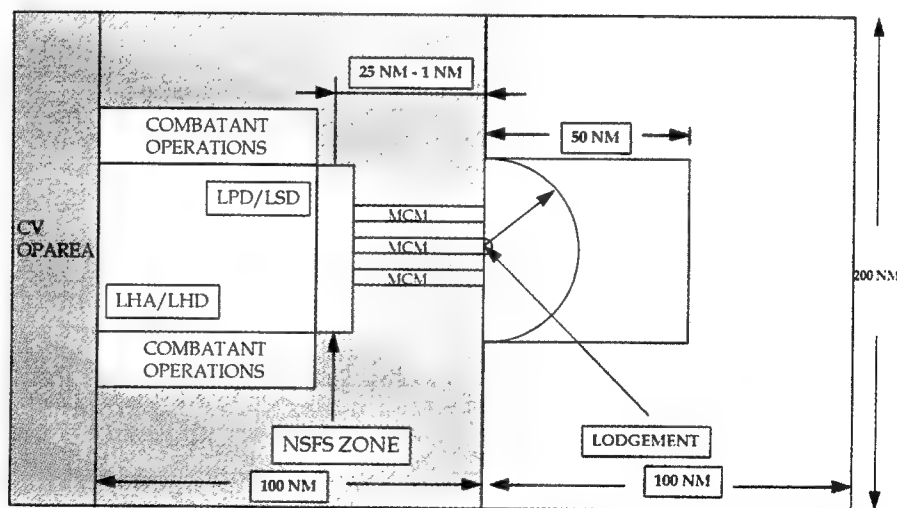 25 NM - 1 NM
COMBATANT
OPERATIONS
50 NM
LPD/LSD
MCM
CV
OPAREA
MCM
200 NM
MCM
LHA/LHD
COMBATANT
OPERATIONS
NSFS ZONE
LODGEMENT
100 NM
100 NM